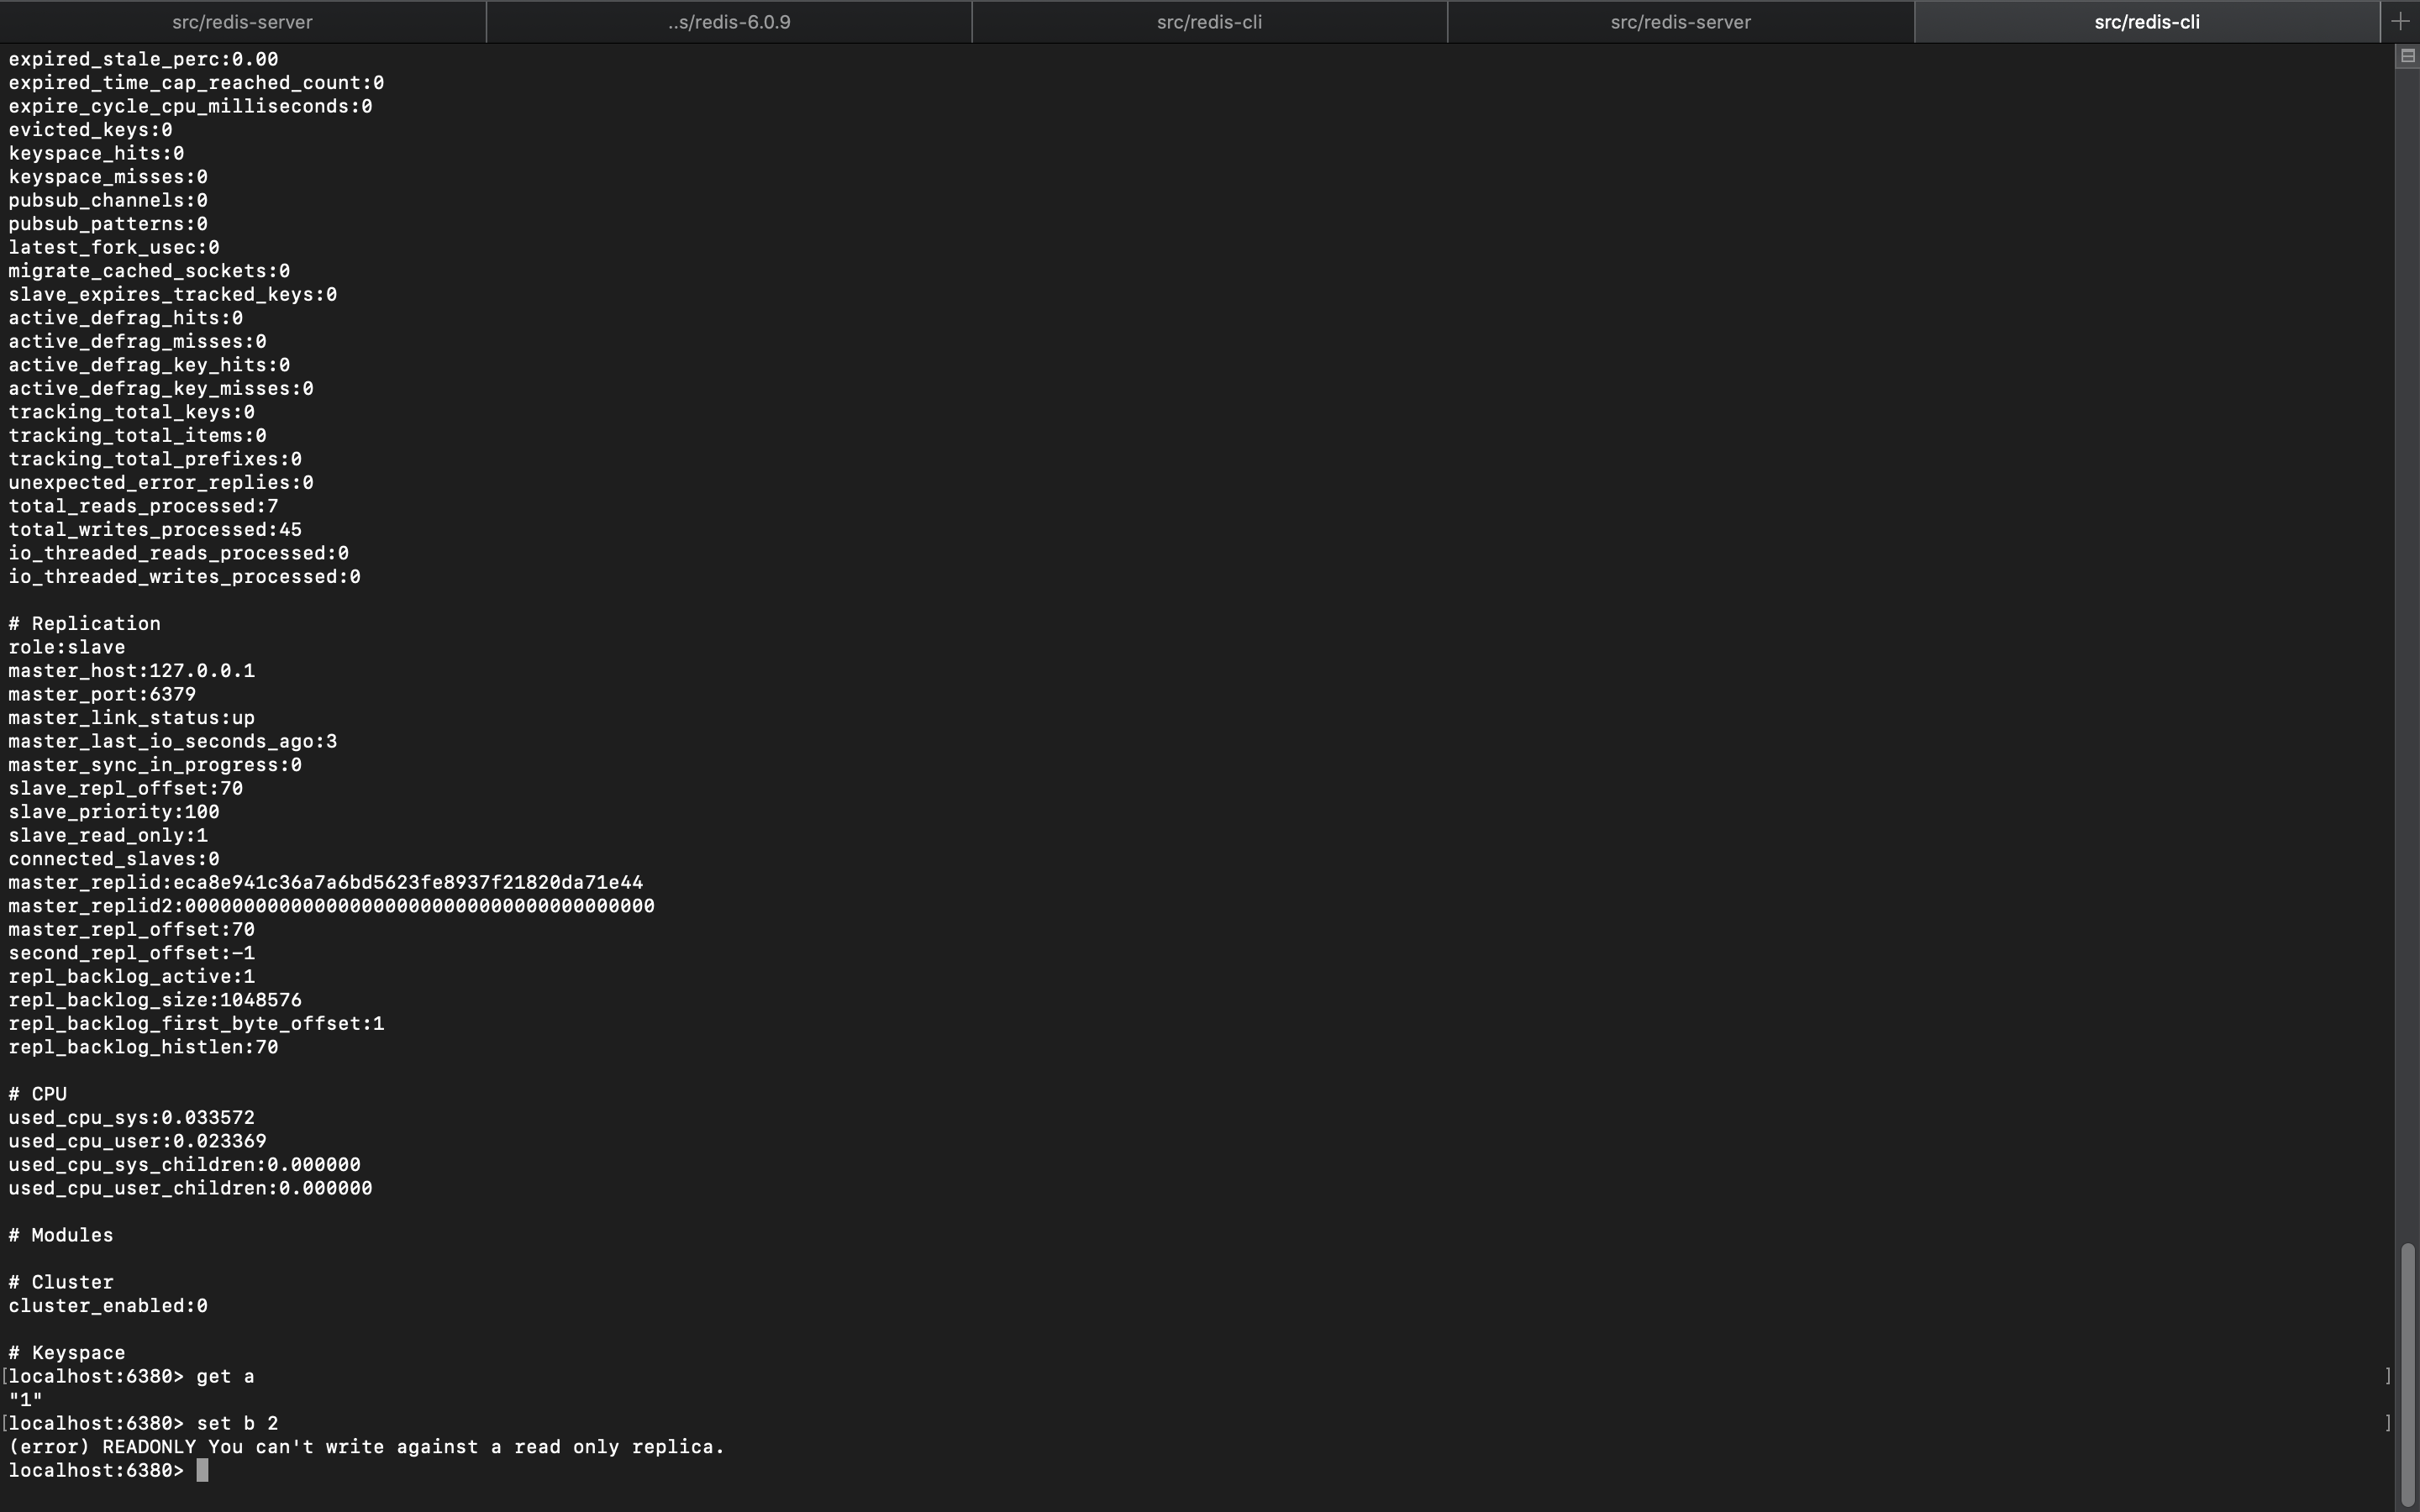 src/redis-server
..s/redis-6.0.9
src/redis-cli
src/redis-server
src/redis-cli
expired_stale_perc:0.00
expired_time_cap_reached_count:0
expire_cycle_cpu_milliseconds:0
evicted_keys:0
keyspace_hits:0
keyspace_misses:0
pubsub_channels:0
pubsub_patterns:0
latest_fork_usec:0
migrate_cached_sockets:0
slave_expires_tracked_keys:0
active_defrag_hits:0
active_defrag_misses:0
active_defrag_key_hits:0
active_defrag_key_misses:0
tracking_total_keys:0
tracking_total_items:0
tracking_total_prefixes:0
unexpected_error_replies:0
total_reads_processed:7
total_writes_processed:45
io_threaded_reads_processed:0
io_threaded_writes_processed:0
# Replication
role:slave
master_host:127.0.0.1
master_port:6379
master_link_status:up
master_last_io_seconds_ago:3
master_sync_in_progress:0
slave_repl_offset:70
slave_priority:100
slave_read_only:1
connected_slaves:0
master_replid:eca8e941c36a7a6bd5623fe8937f21820da71e44
master_replid2:0000000000000000000000000000000000000000
master_repl_offset:70
second_repl_offset:-1
repl_backlog_active:1
repl_backlog_size:1048576
repl_backlog_first_byte_offset:1
repl_backlog_histlen:70
# CPU
used_cpu_sys:0.033572
used_cpu_user:0.023369
used_cpu_sys_children:0.000000
used_cpu_user_children:0.000000
# Modules
# Cluster
cluster_enabled:0
# Keyspace
[localhost:6380> get a ]
"1"
[localhost:6380> set b 2 ]
(error) READONLY You can't write against a read only replica.
localhost:6380>